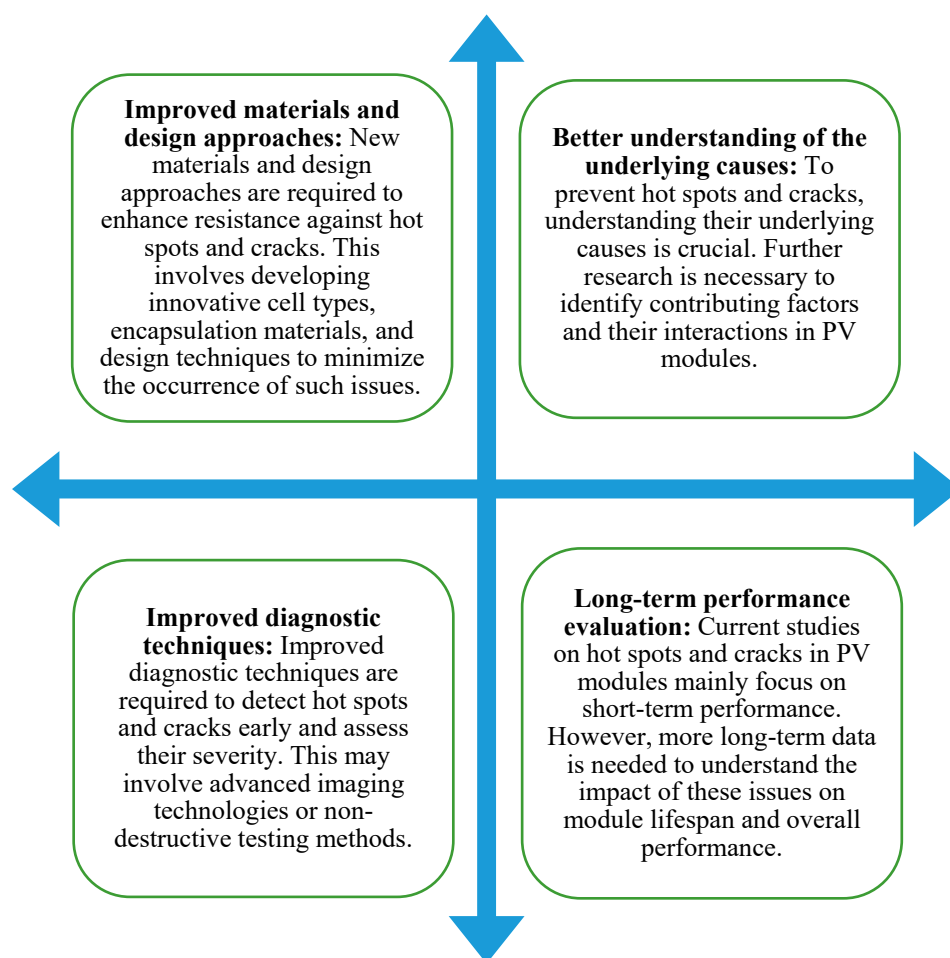 Improved materials and
design approaches: New
materials and design
approaches are required to
enhance resistance against hot
spots and cracks. This
involves developing
innovative cell types,
encapsulation materials, and
design techniques to minimize
the occurrence of such issues.
Better understanding of the
underlying causes: To
prevent hot spots and cracks,
understanding their underlying
causes is crucial. Further
research is necessary to
identify contributing factors
and their interactions in PV
modules.
Improved diagnostic
techniques: Improved
diagnostic techniques are
required to detect hot spots
and cracks early and assess
their severity. This may
involve advanced imaging
technologies or non-
destructive testing methods.
Long-term performance
evaluation: Current studies
on hot spots and cracks in PV
modules mainly focus on
short-term performance.
However, more long-term data
is needed to understand the
impact of these issues on
module lifespan and overall
performance.